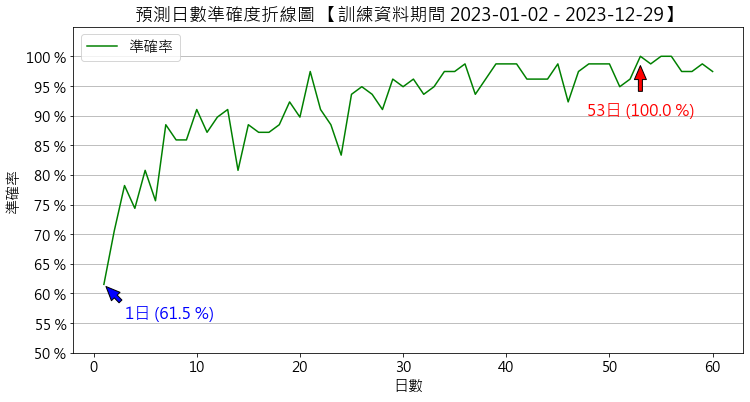 預測日數準確度折線圖 【訓練資料期間 2023-01-02 - 2023-12-29】
準確率
100 %
95 %
90 %
85 %
80 %
75 %
70 %
65 %
60 %
55 %
50 %
準確率
53日 (100.0 %)
1日 (61.5 %)
0 10 20 30 40 50 60
日數